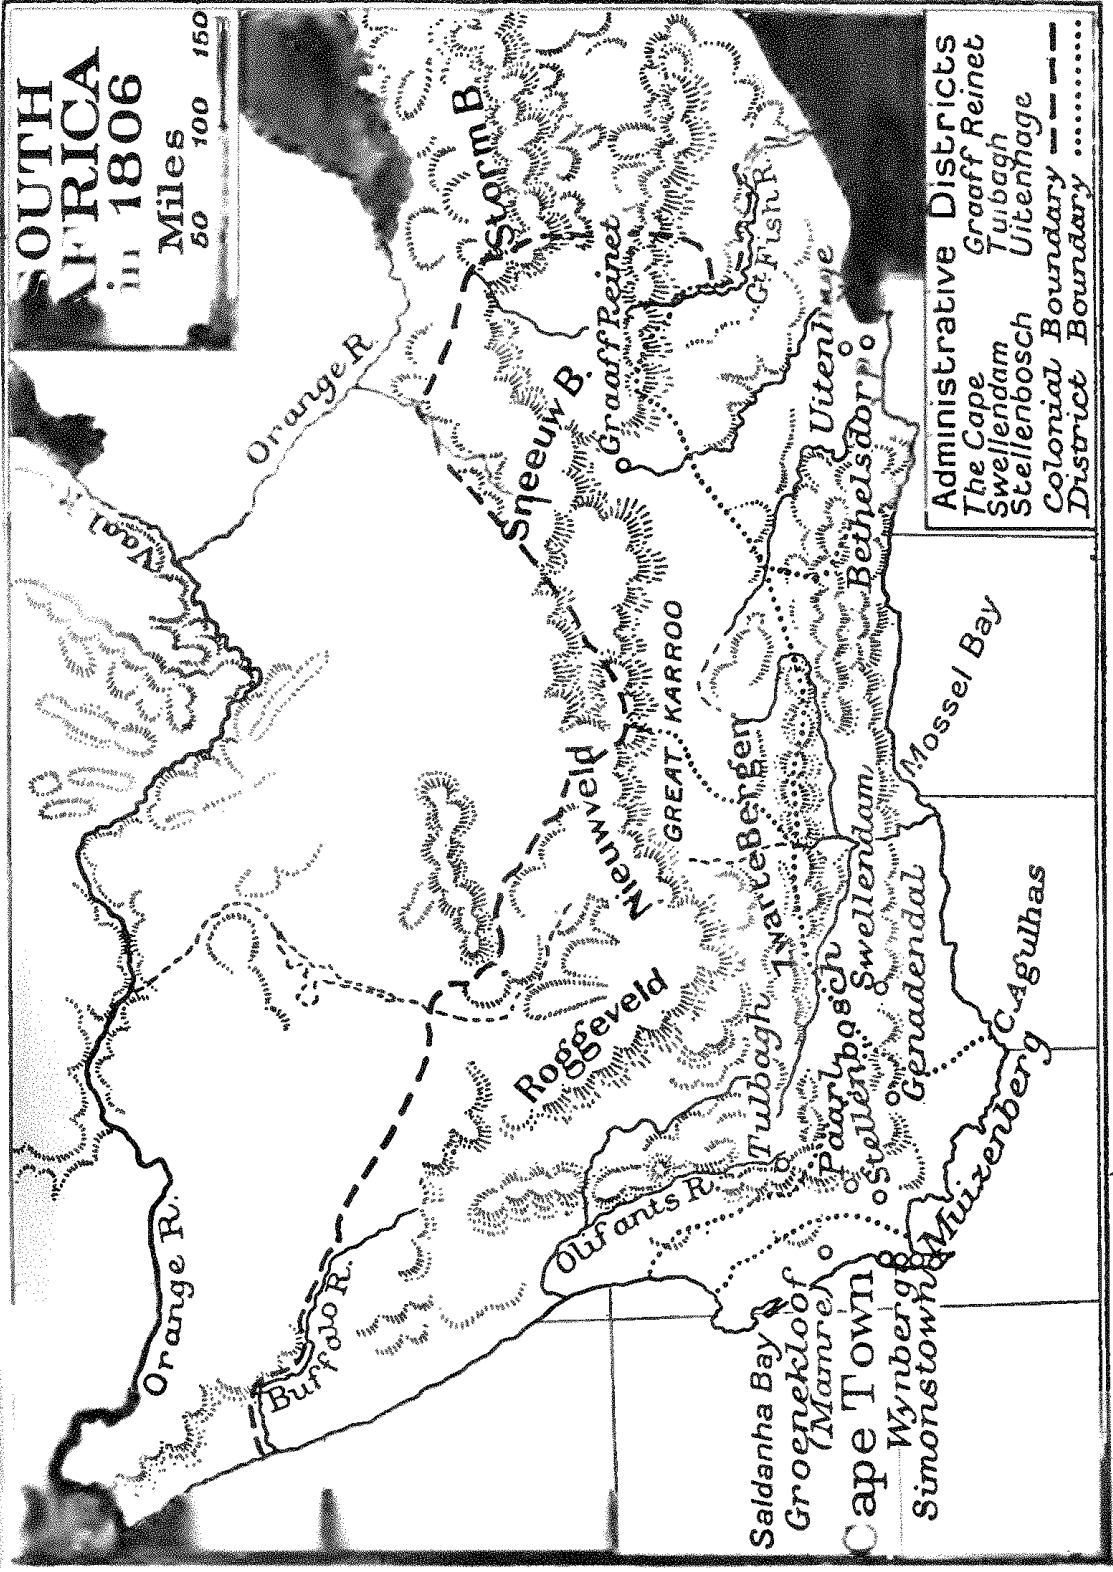 SOUTH
AFRICA
in 1806
Miles
50 100 150
Orange R.
Vaal R
Orange R
Buffalo R.
Storm B.
Sneeuw B.
Graaff Reinet
Gt Fish R.
Nieuwveld
GREAT KARROO
Roggeveld
Zwarte Bergen
Olifants R.
Tulbagh
Paarl
Stellenbosch
Swellendam
Genadendal
Uitenhage
Bethelsdorp
Mossel Bay
C. Agulhas
Muizenberg
Saldanha Bay
Groenekloof
(Mamre)
Cape Town
Wynberg
Simonstown
Administrative Districts
The Cape Graaff Reinet
Swellendam Tulbagh
Stellenbosch Uitenhage
Colonial Boundary
District Boundary